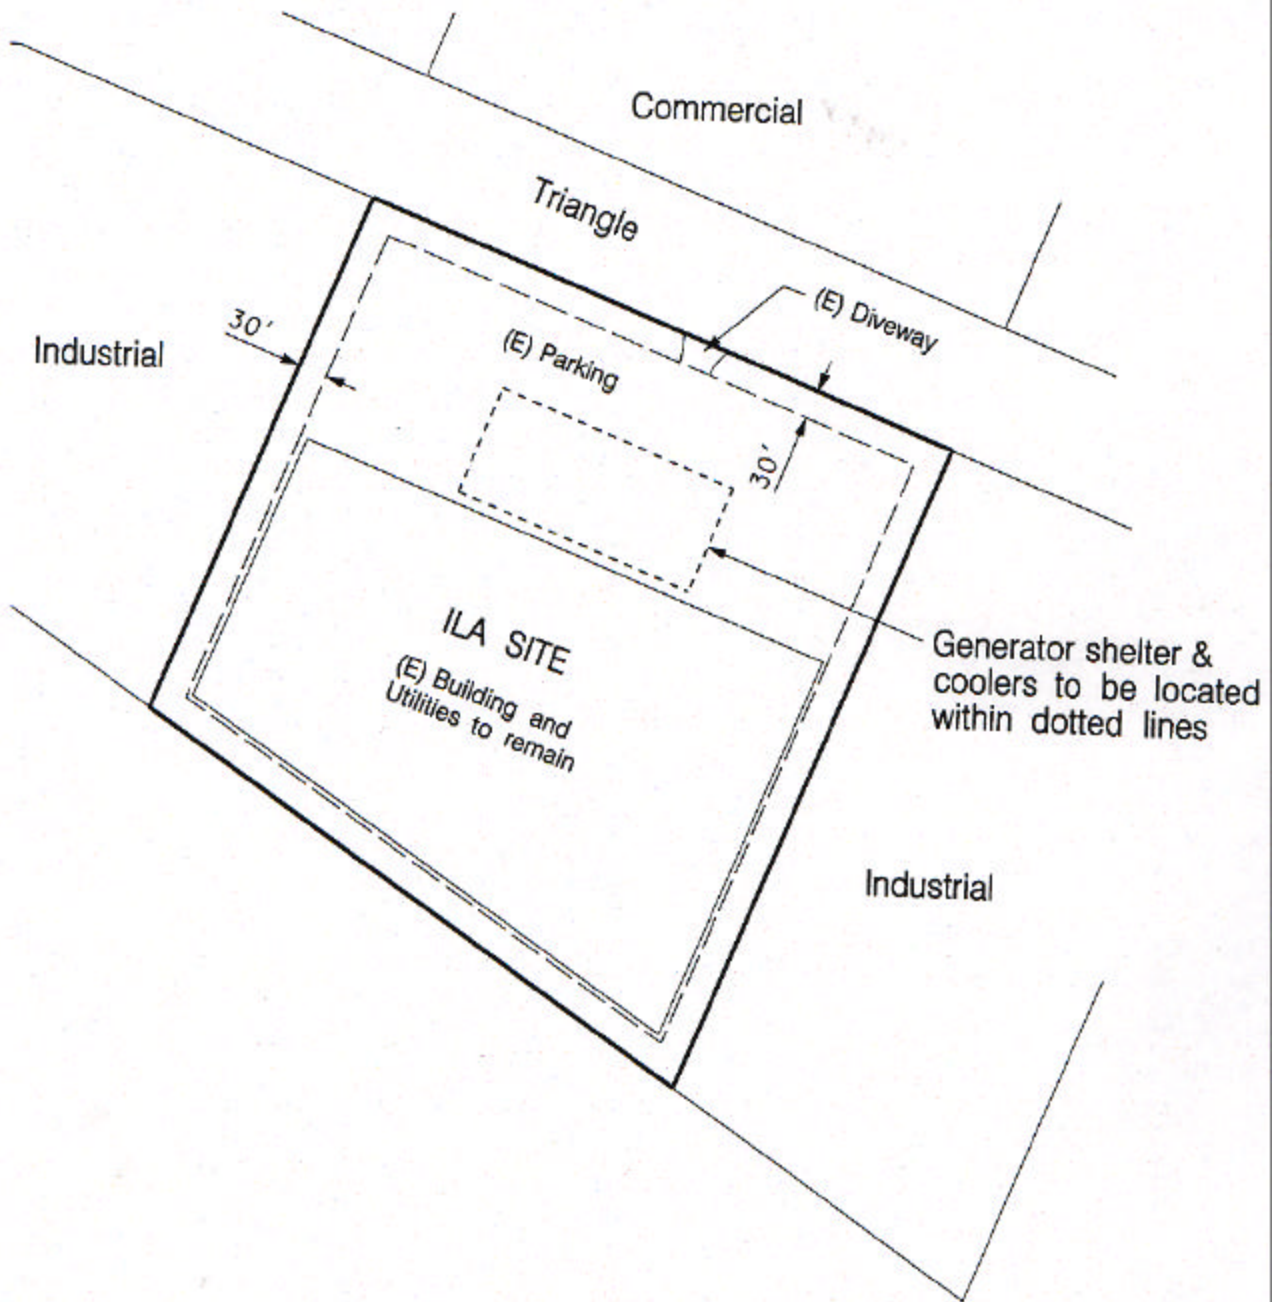 Commercial
Triangle
(E) Diveway
30'
Industrial
(E) Parking
30'
ILA SITE
(E) Building and
Utilities to remain
Generator shelter &
coolers to be located
within dotted lines
Industrial